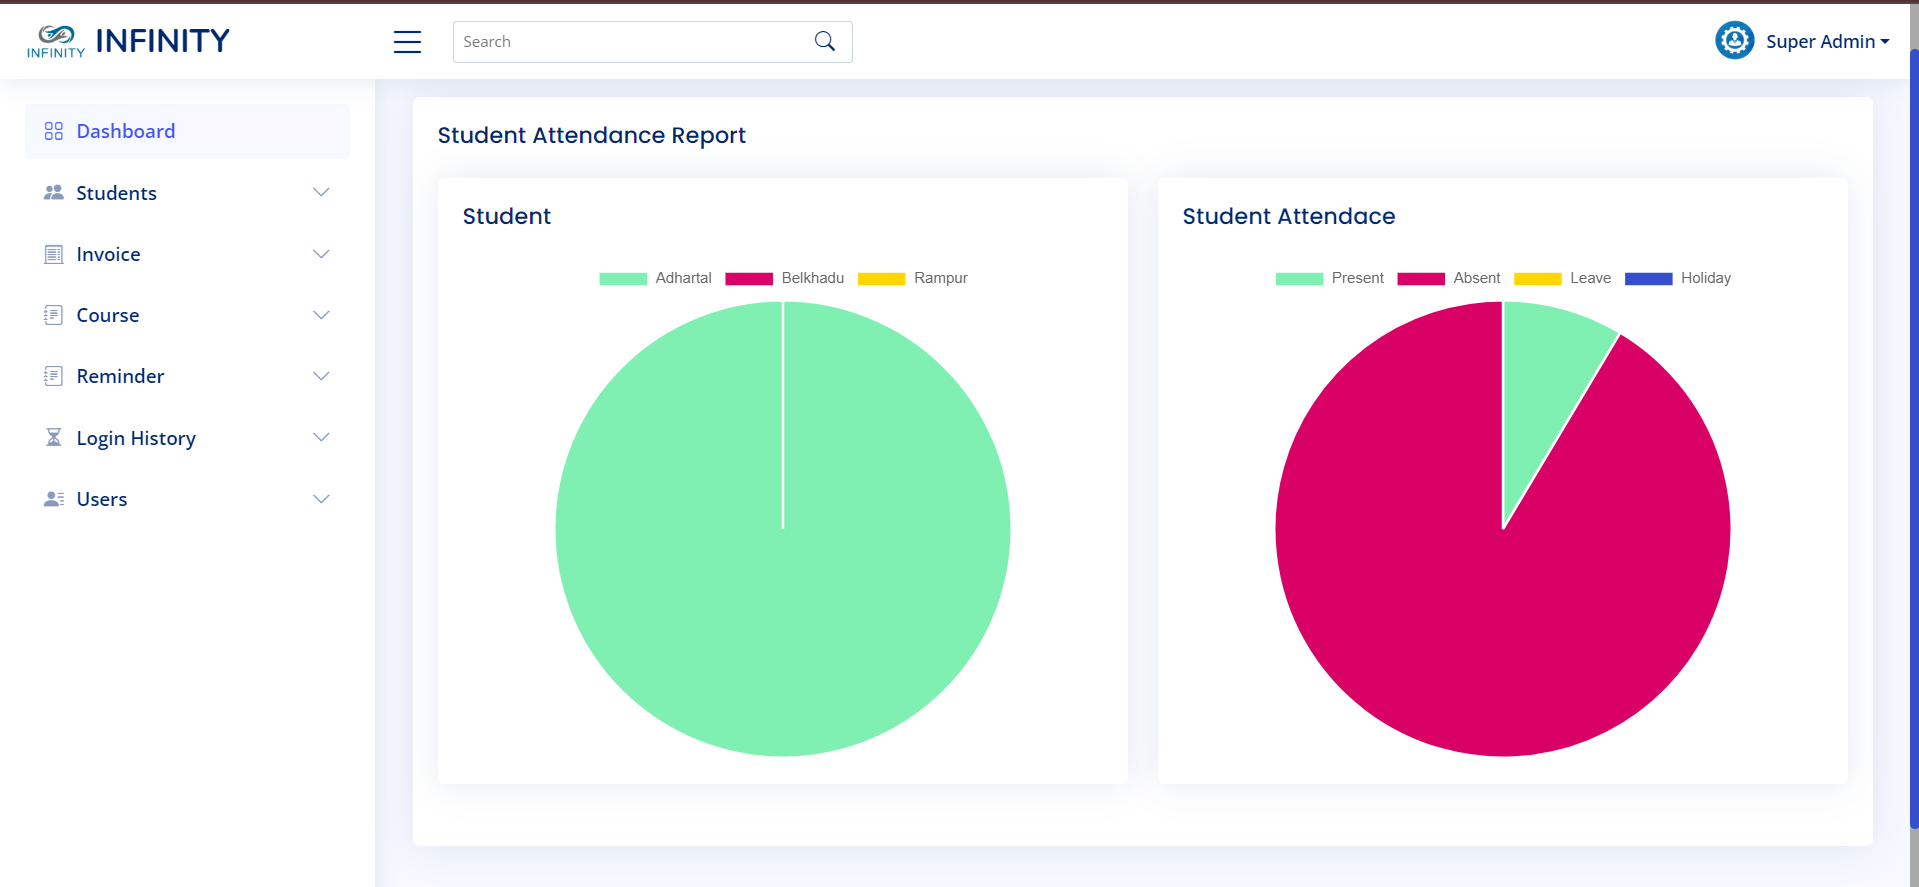 INFINITY
INFINITY
Search
Super Admin
Dashboard
Students
Invoice
Course
Reminder
Login History
Users
Student Attendance Report
Student
Adhartal Belkhadu Rampur
Student Attendace
Present Absent Leave Holiday